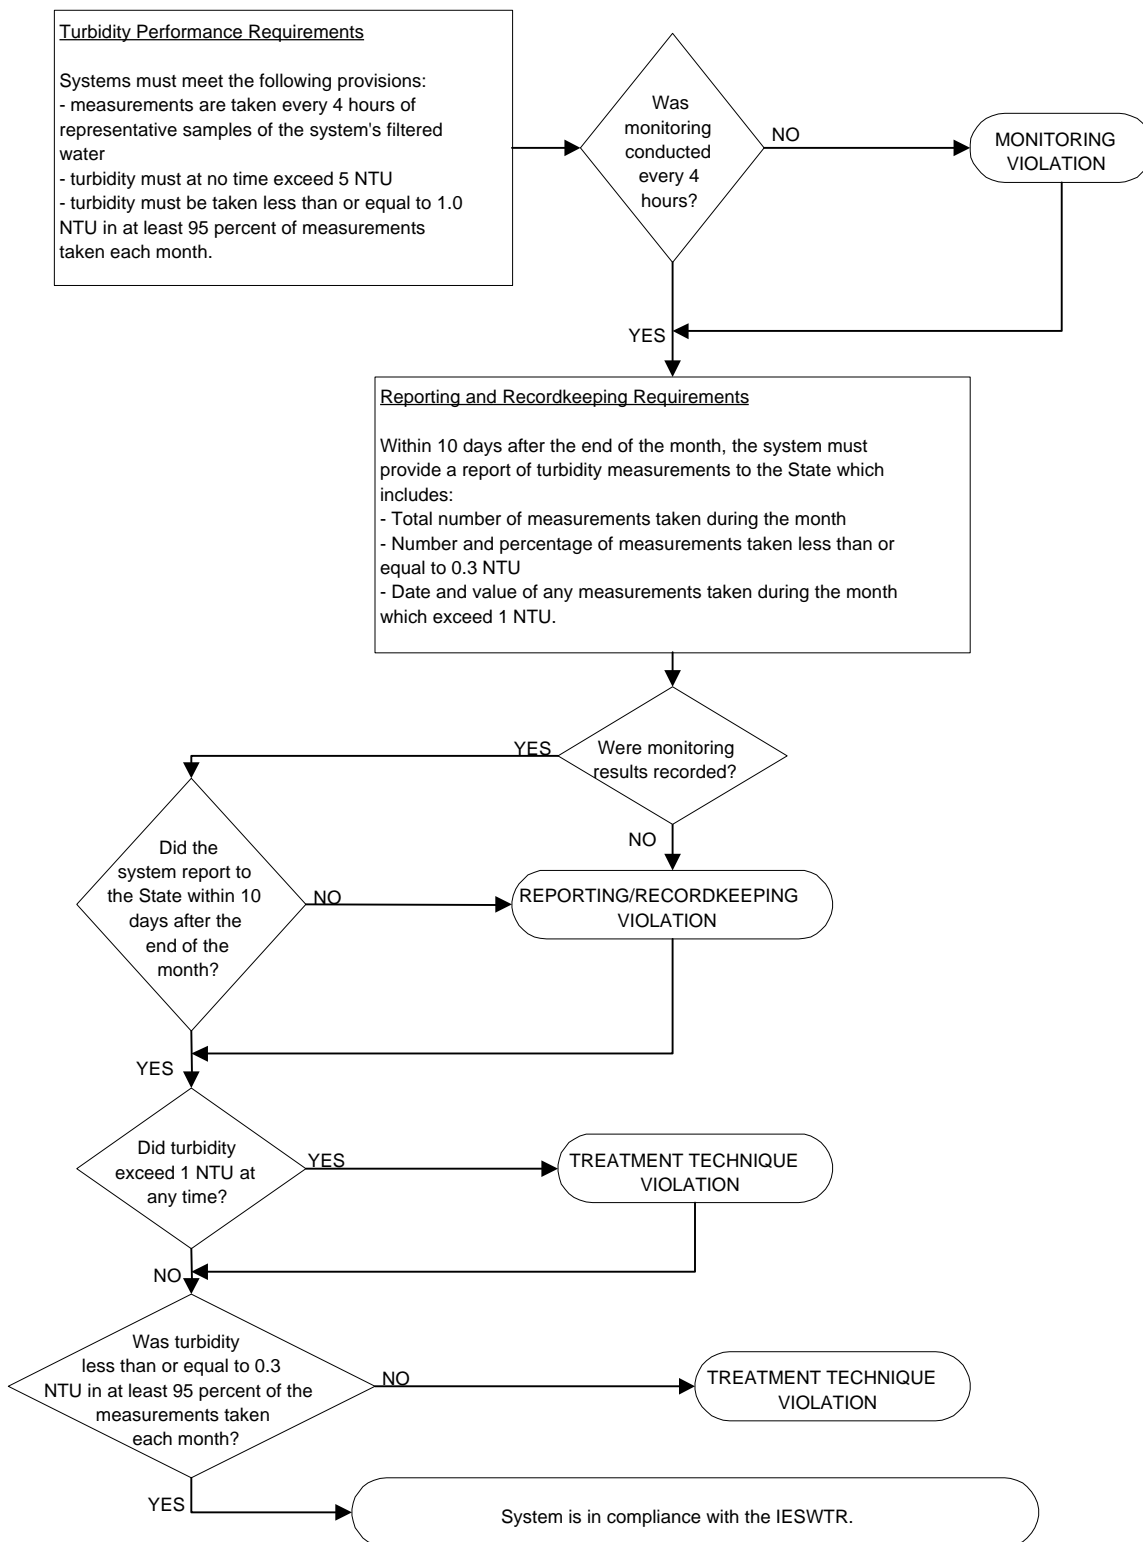 Turbidity Performance Requirements
Systems must meet the following provisions:
- measurements are taken every 4 hours of
representative samples of the system's filtered
water
- turbidity must at no time exceed 5 NTU
- turbidity must be taken less than or equal to 1.0
NTU in at least 95 percent of measurements
taken each month.
Was
monitoring
conducted
every 4
hours?
NO
MONITORING
VIOLATION
YES
Reporting and Recordkeeping Requirements
Within 10 days after the end of the month, the system must
provide a report of turbidity measurements to the State which
includes:
- Total number of measurements taken during the month
- Number and percentage of measurements taken less than or
equal to 0.3 NTU
- Date and value of any measurements taken during the month
which exceed 1 NTU.
Were monitoring
results recorded?
YES
NO
Did the
system report to
the State within 10
days after the
end of the
month?
NO
REPORTING/RECORDKEEPING
VIOLATION
YES
Did turbidity
exceed 1 NTU at
any time?
YES
TREATMENT TECHNIQUE
VIOLATION
NO
Was turbidity
less than or equal to 0.3
NTU in at least 95 percent of the
measurements taken
each month?
NO
TREATMENT TECHNIQUE
VIOLATION
YES
System is in compliance with the IESWTR.